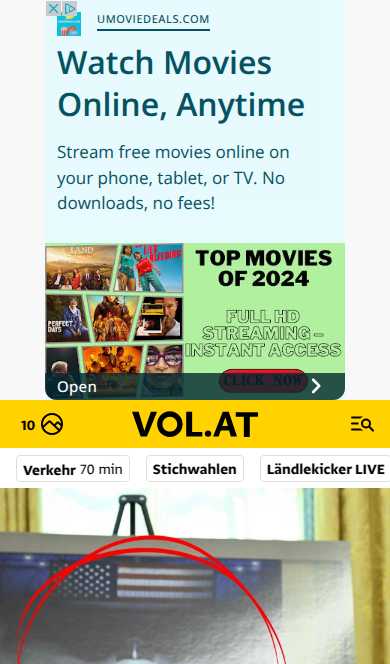 UMOVIEDEALS.COM
Watch Movies
Online, Anytime
Stream free movies online on
your phone, tablet, or TV. No
downloads, no fees!
LAND
PERFECT
DAYS
TOP MOVIES
OF 2024
FULL HD
STREAMING –
INSTANT ACCESS
CLICK NOW
Open
10
VOL.AT
Verkehr 70 min
Stichwahlen
Ländlekicker LIVE